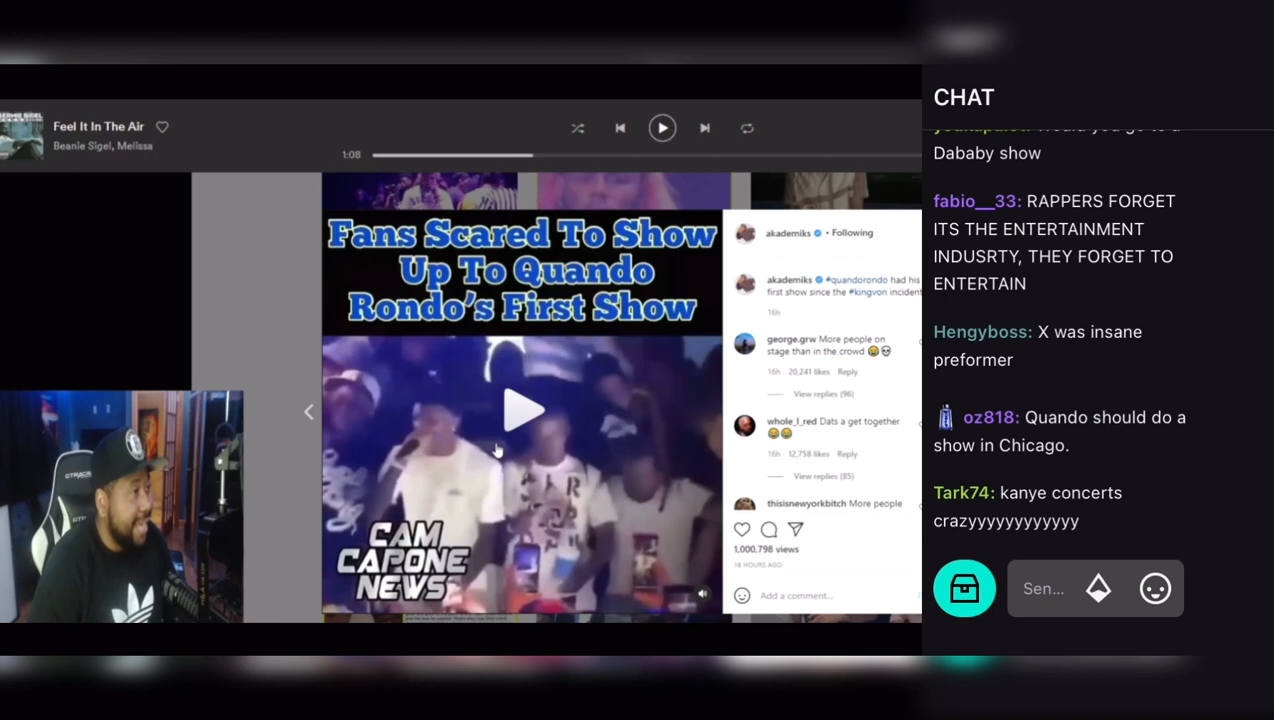 Feel It In The Air
Beanie Sigel, Melissa
1:08
Fans Scared To Show
Up To Quando
Rondo's First Show
CAM
CAPONE
NEWS
akademiks • Following
akademiks #quandorondo had his
first show since the #kingvon incident
16h
george.grw More people on
stage than in the crowd 😂💀
16h 20,241 likes Reply
View replies (96)
whole_l_red Dats a get together
😂😂
16h 12,758 likes Reply
View replies (85)
thisisnewyorkbitch More people
1,000,798 views
Add a comment...
CHAT
Dababy show
fabio__33: RAPPERS FORGET
ITS THE ENTERTAINMENT
INDUSRTY, THEY FORGET TO
ENTERTAIN
Hengyboss: X was insane
preformer
oz818: Quando should do a
show in Chicago.
Tark74: kanye concerts
crazyyyyyyyyyyyy
Sen...